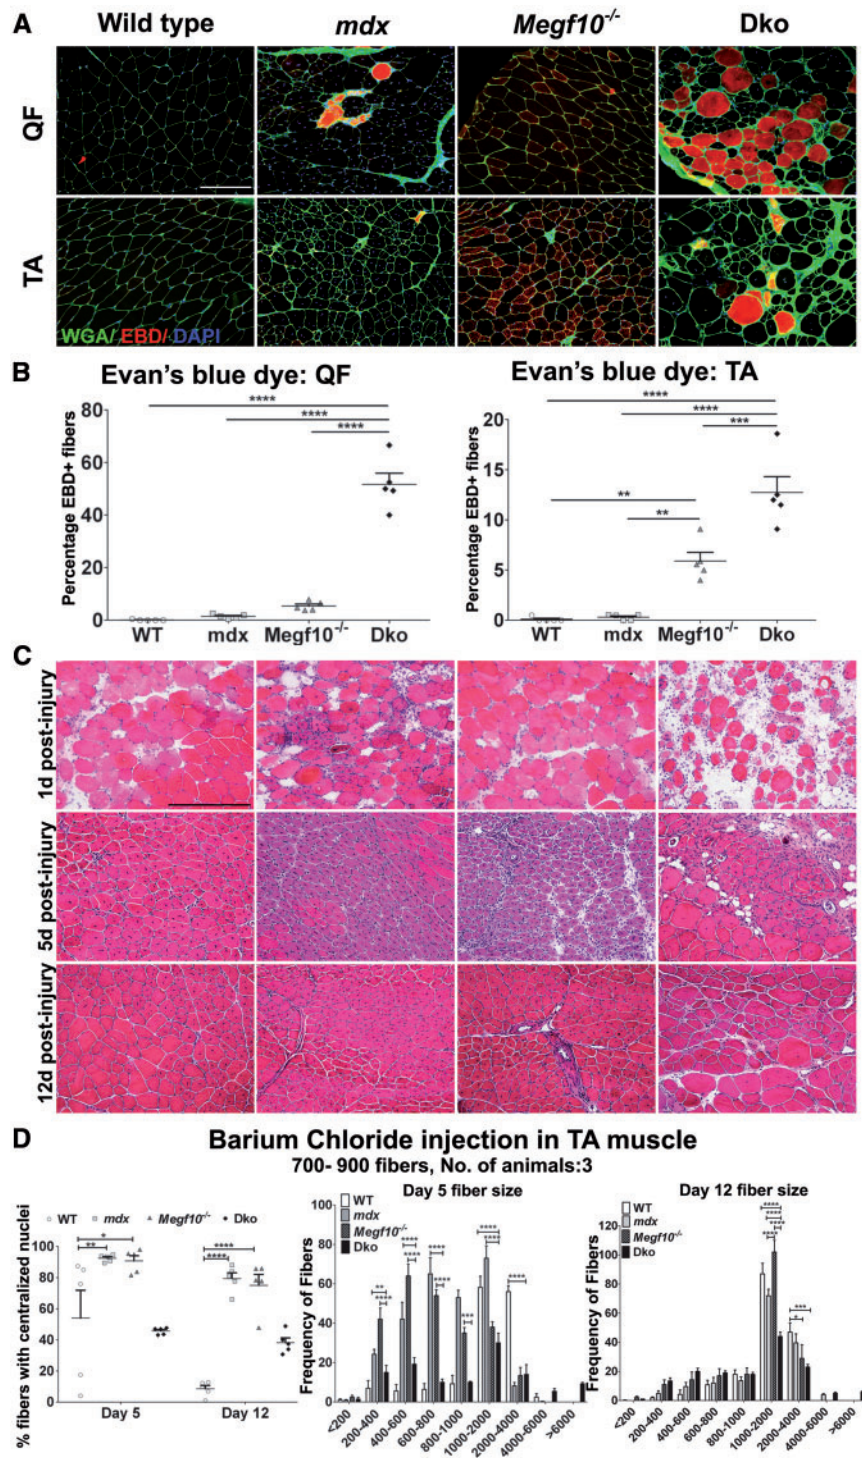 A
Wild type mdx Megf10-/- Dko
QF
TA
WGA/ EBD/ DAPI
B
Evan's blue dye: QF
Evan's blue dye: TA
Percentage EBD+ fibers
80
60
40
20
0
****
****
****
WT mdx Megf10-/- Dko
Percentage EBD+ fibers
20
15
10
5
0
****
****
***
**
**
WT mdx Megf10-/- Dko
C
1d post-injury
5d post-injury
12d post-injury
D
Barium Chloride injection in TA muscle
700- 900 fibers, No. of animals:3
% fibers with centralized nuclei
WT mdx Megf10-/- Dko
100
80
60
40
20
0
*
**
****
****
Day 5 Day 12
Day 5 fiber size
Frequency of Fibers
100
80
60
40
20
0
WT
mdx
Megf10-/-
Dko
**
****
****
****
****
****
***
****
****
****
<200 200-400 400-600 600-800 800-1000 1000-2000 2000-4000 4000-6000 >6000
Day 12 fiber size
Frequency of Fibers
120
100
80
60
40
20
0
WT
mdx
Megf10-/-
Dko
****
****
****
****
***
*
<200 200-400 400-600 600-800 800-1000 1000-2000 2000-4000 4000-6000 >6000